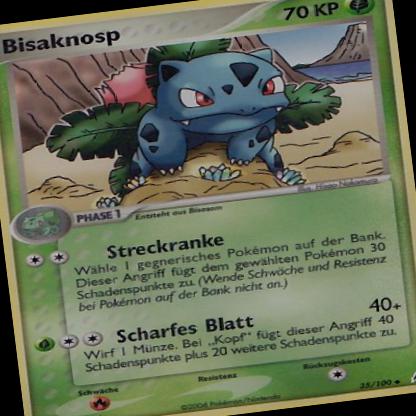 Bisaknosp 70 KP
PHASE 1 Entsteht aus Bisasam
Streckranke
Wähle 1 gegnerisches Pokémon auf der Bank.
Dieser Angriff fügt dem gewählten Pokémon 30
Schadenspunkte zu. (Wende Schwäche und Resistenz
bei Pokémon auf der Bank nicht an.)
Scharfes Blatt 40+
Wirf 1 Münze. Bei „Kopf" fügt dieser Angriff 40
Schadenspunkte plus 20 weitere Schadenspunkte zu.
Schwäche Resistenz Rückzugskosten
©2006 Pokémon/Nintendo 35/100